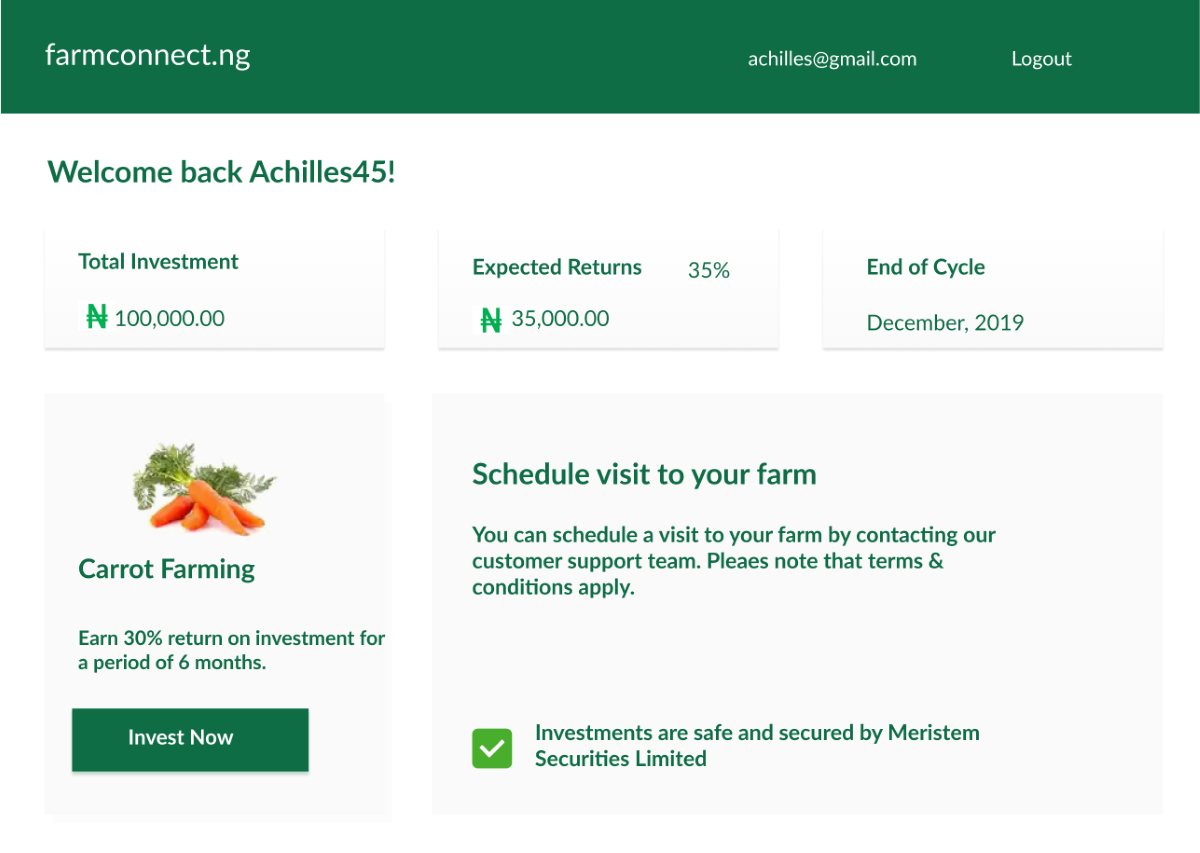 farmconnect.ng
achilles@gmail.com
Logout
Welcome back Achilles45!
Total Investment
₦ 100,000.00
Expected Returns 35%
₦ 35,000.00
End of Cycle
December, 2019
Carrot Farming
Earn 30% return on investment for
a period of 6 months.
Invest Now
Schedule visit to your farm
You can schedule a visit to your farm by contacting our
customer support team. Pleaes note that terms &
conditions apply.
Investments are safe and secured by Meristem
Securities Limited